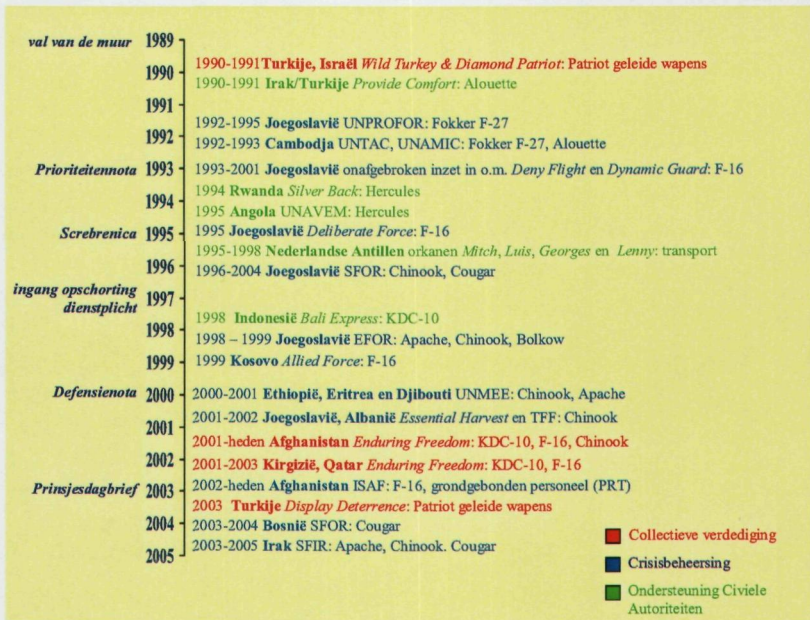 val van de muur 1989
1990-1991 Turkije, Israël Wild Turkey & Diamond Patriot: Patriot geleide wapens
1990
1990-1991 Irak/Turkije Provide Comfort: Alouette
1991
1992-1995 Joegoslavië UNPROFOR: Fokker F-27
1992
1992-1993 Cambodja UNTAC, UNAMIC: Fokker F-27, Alouette
Prioriteitennota 1993 1993-2001 Joegoslavië onafgebroken inzet in o.m. Deny Flight en Dynamic Guard: F-16
1994 Rwanda Silver Back: Hercules
1994
1995 Angola UNAVEM: Hercules
Screbrenica 1995 1995 Joegoslavië Deliberate Force: F-16
1995-1998 Nederlandse Antillen orkanen Mitch, Luis, Georges en Lenny: transport
1996
1996-2004 Joegoslavië SFOR: Chinook, Cougar
ingang opschorting
dienstplicht
1997
1998 Indonesië Bali Express: KDC-10
1998
1998 – 1999 Joegoslavië EFOR: Apache, Chinook, Bolkow
1999 1999 Kosovo Allied Force: F-16
Defensienota 2000 2000-2001 Ethiopië, Eritrea en Djibouti UNMEE: Chinook, Apache
2001-2002 Joegoslavië, Albanië Essential Harvest en TFF: Chinook
2001
2001-heden Afghanistan Enduring Freedom: KDC-10, F-16, Chinook
2002
2001-2003 Kirgizië, Qatar Enduring Freedom: KDC-10, F-16
Prinsjesdagbrief 2003 2002-heden Afghanistan ISAF: F-16, grondgebonden personeel (PRT)
2003 Turkije Display Deterrence: Patriot geleide wapens
2004 2003-2004 Bosnië SFOR: Cougar
2003-2005 Irak SFIR: Apache, Chinook. Cougar
2005
Collectieve verdediging
Crisisbeheersing
Ondersteuning Civiele
Autoriteiten